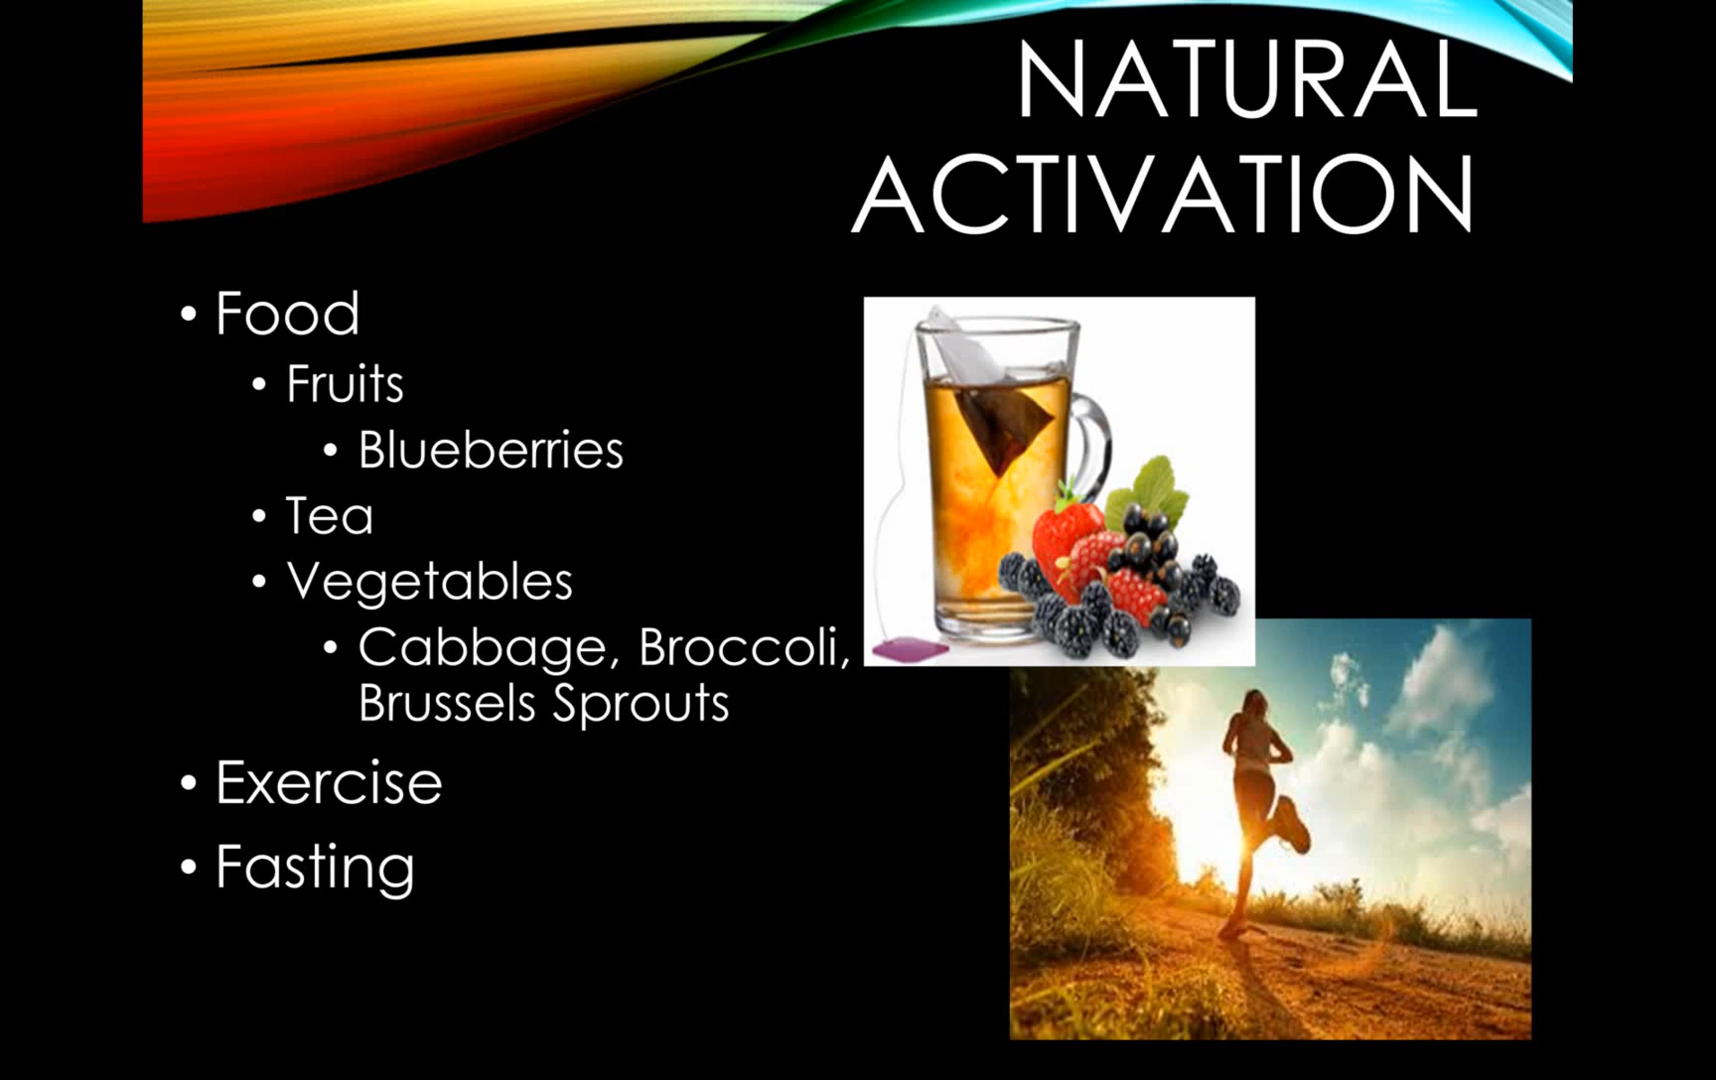 NATURAL
ACTIVATION
• Food
• Fruits
• Blueberries
• Tea
• Vegetables
• Cabbage, Broccoli,
Brussels Sprouts
• Exercise
• Fasting